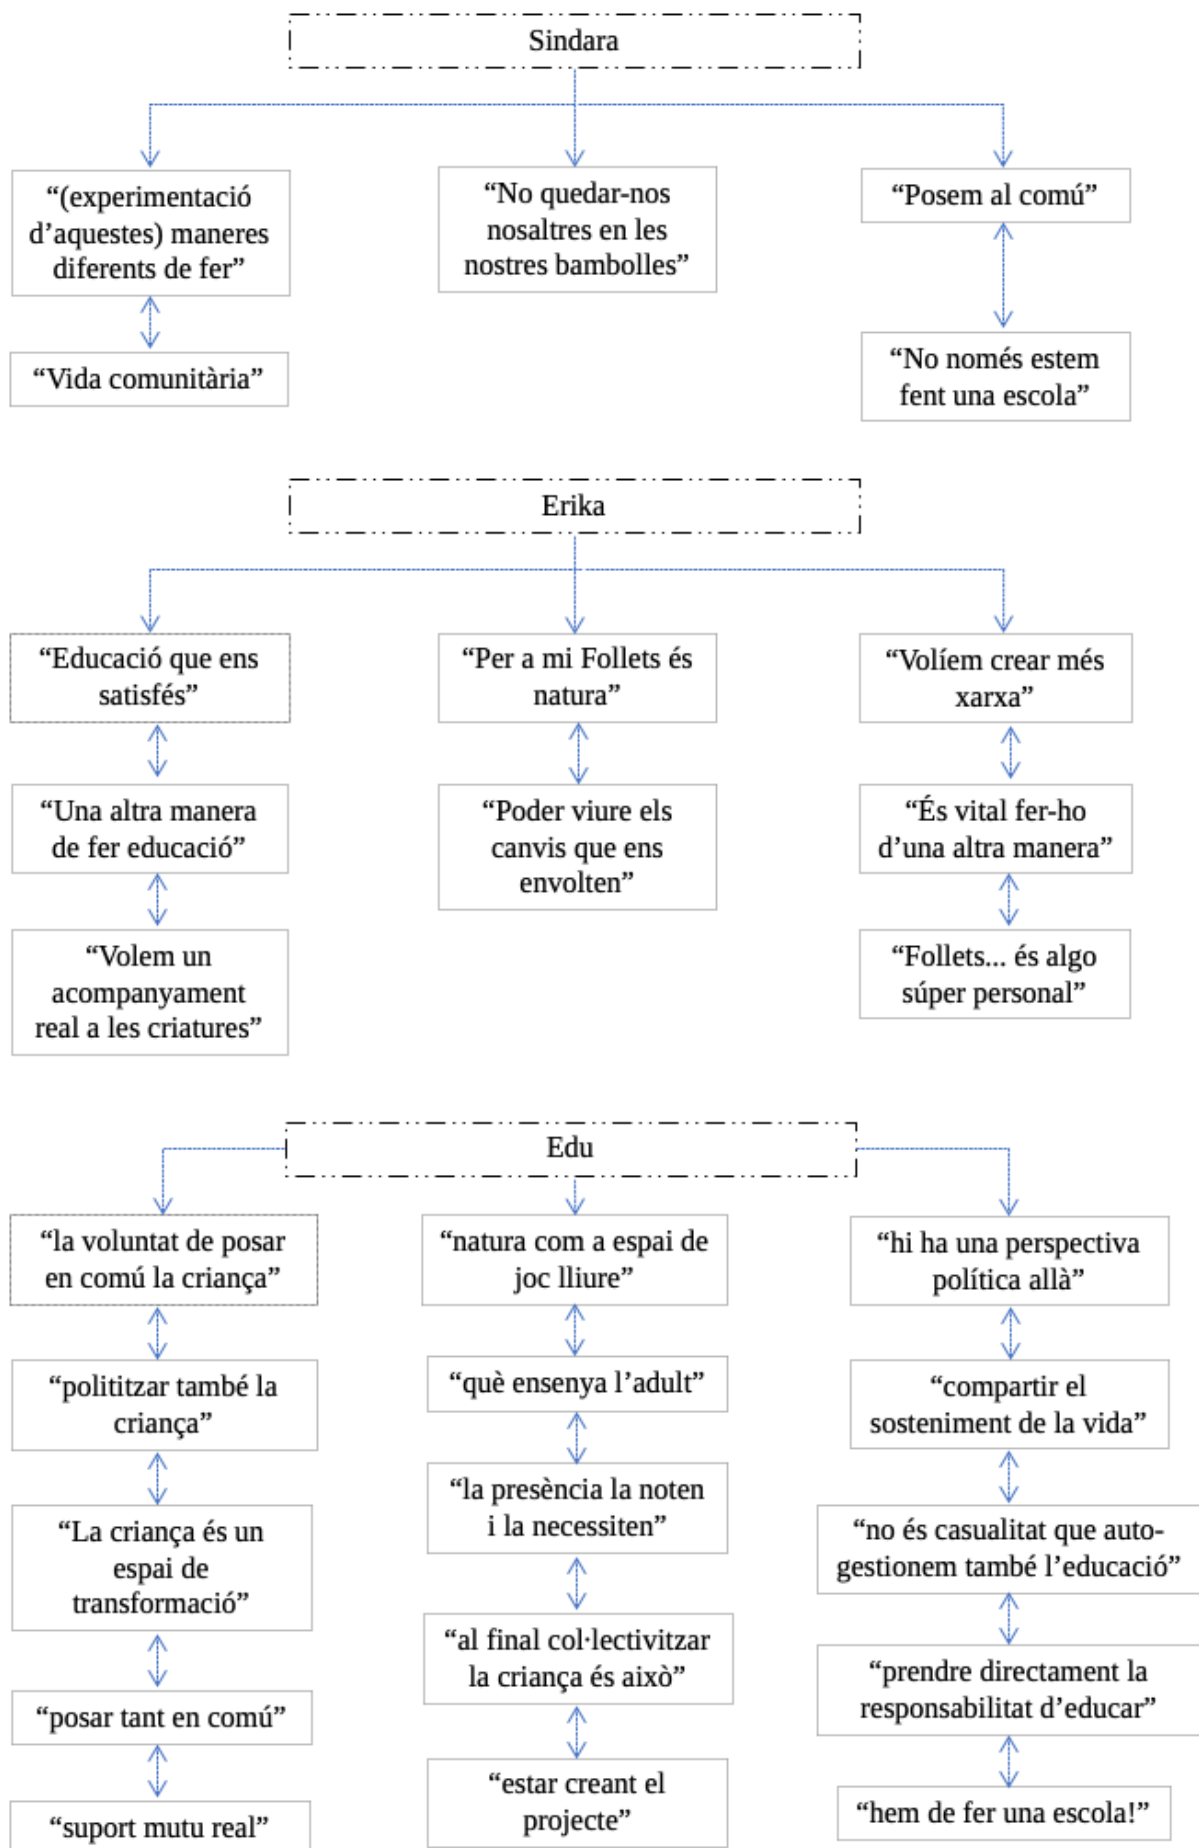 Sindara
“(experimentació
d’aquestes) maneres
diferents de fer”
“Vida comunitària”
“No quedar-nos
nosaltres en les
nostres bambolles”
“Posem al comú”
“No només estem
fent una escola”
Erika
“Educació que ens
satisfés”
“Una altra manera
de fer educació”
“Volem un
acompanyament
real a les criatures”
“Per a mi Follets és
natura”
“Poder viure els
canvis que ens
envolten”
“Volíem crear més
xarxa”
“És vital fer-ho
d’una altra manera”
“Follets... és algo
súper personal”
Edu
“la voluntat de posar
en comú la criança”
“polititzar també la
criança”
“La criança és un
espai de
transformació”
“posar tant en comú”
“suport mutu real”
“natura com a espai de
joc lliure”
“què ensenya l’adult”
“la presència la noten
i la necessiten”
“al final col·lectivitzar
la criança és això”
“estar creant el
projecte”
“hi ha una perspectiva
política allà”
“compartir el
sosteniment de la vida”
“no és casualitat que auto-
gestionem també l’educació”
“prendre directament la
responsabilitat d’educar”
“hem de fer una escola!”